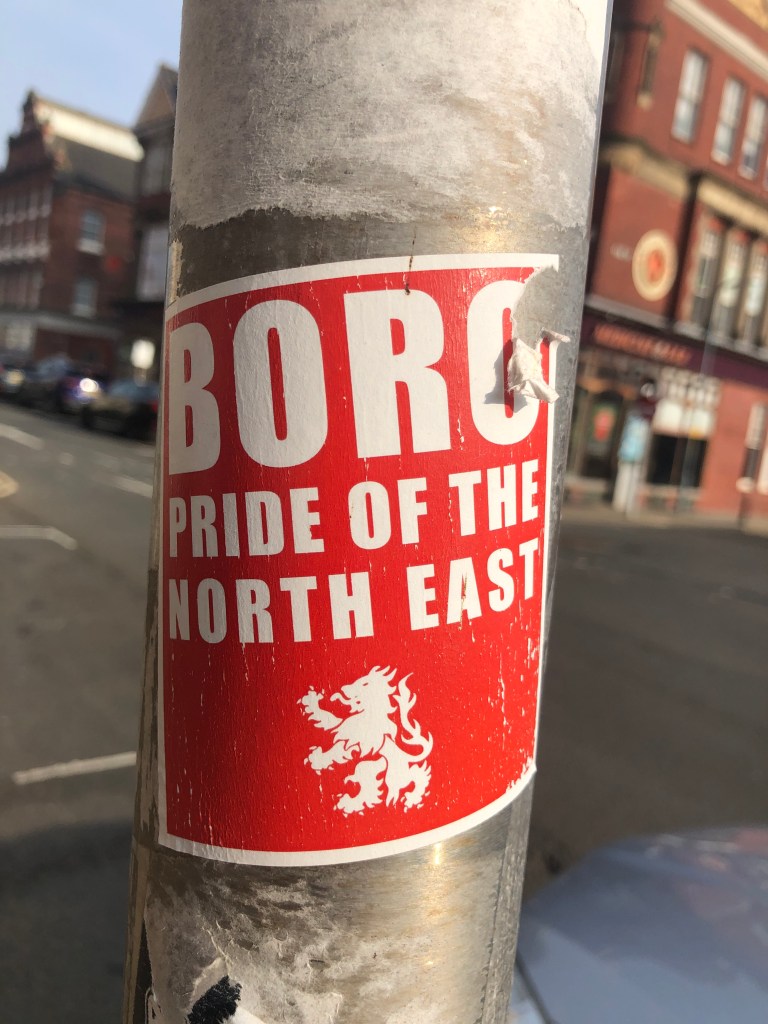 BORO
PRIDE OF THE
NORTH EAST